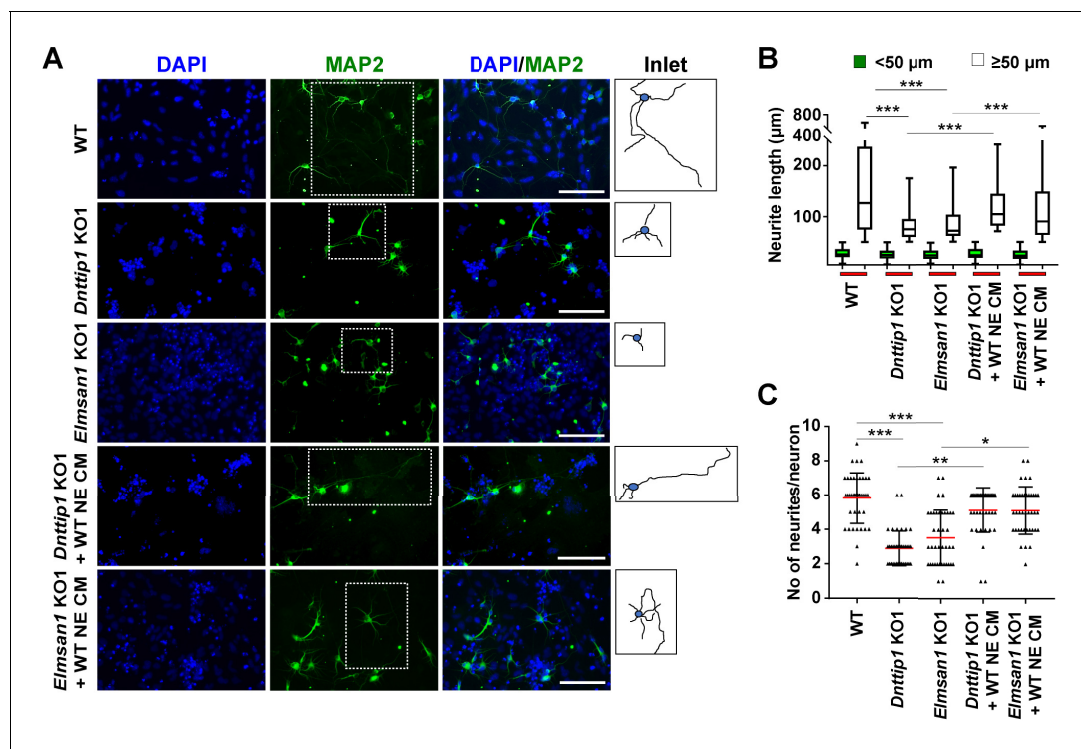 A
DAPI MAP2 DAPI/MAP2 Inlet
WT
Dnttip1 KO1
Elmsan1 KO1
Dnttip1 KO1
+ WT NE CM
Elmsan1 KO1
+ WT NE CM
B
<50 µm ≥50 µm
***
*** ***
***
Neurite length (µm)
800
400
200
100
WT
Dnttip1 KO1
Elmsan1 KO1
Dnttip1 KO1
+ WT NE CM
Elmsan1 KO1
+ WT NE CM
C
No of neurites/neuron
10
8
6
4
2
0
***
*** *
**
WT
Dnttip1 KO1
Elmsan1 KO1
Dnttip1 KO1
+ WT NE CM
Elmsan1 KO1
+ WT NE CM